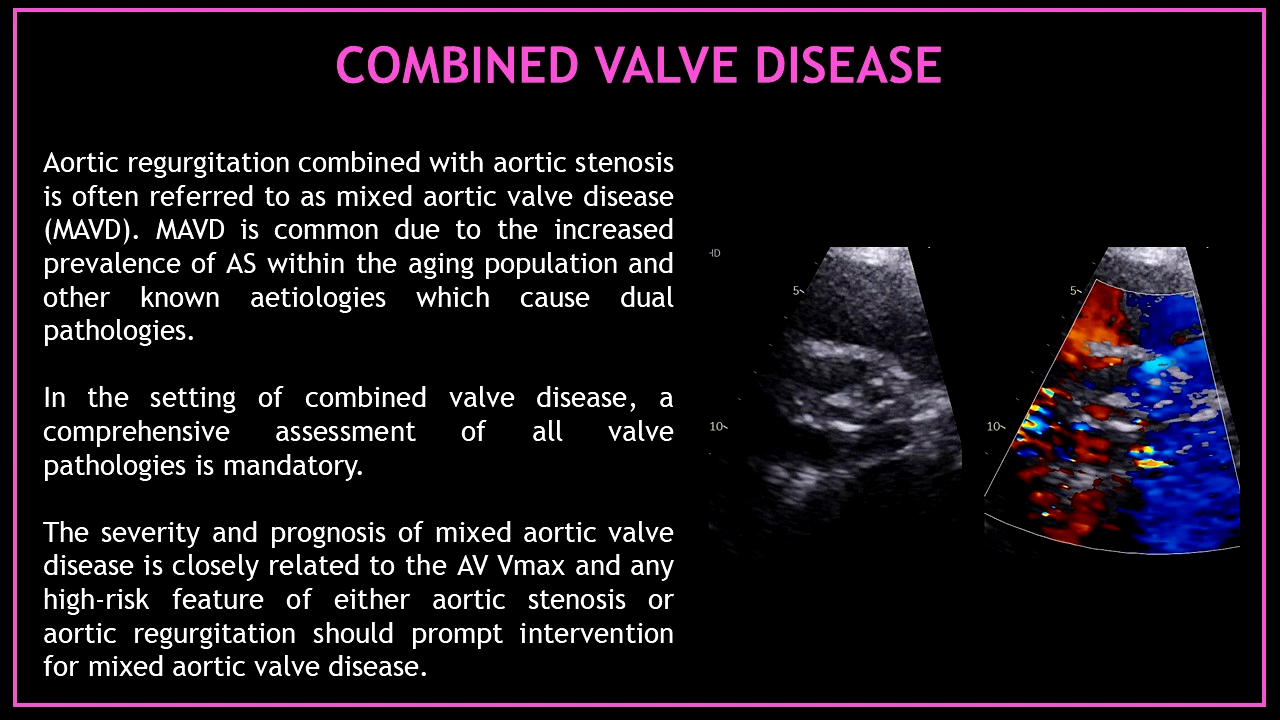 COMBINED VALVE DISEASE
Aortic regurgitation combined with aortic stenosis
is often referred to as mixed aortic valve disease
(MAVD). MAVD is common due to the increased
prevalence of AS within the aging population and
other known aetiologies which cause dual
pathologies.
In the setting of combined valve disease, a
comprehensive assessment of all valve
pathologies is mandatory.
The severity and prognosis of mixed aortic valve
disease is closely related to the AV Vmax and any
high-risk feature of either aortic stenosis or
aortic regurgitation should prompt intervention
for mixed aortic valve disease.
5
10
5
10